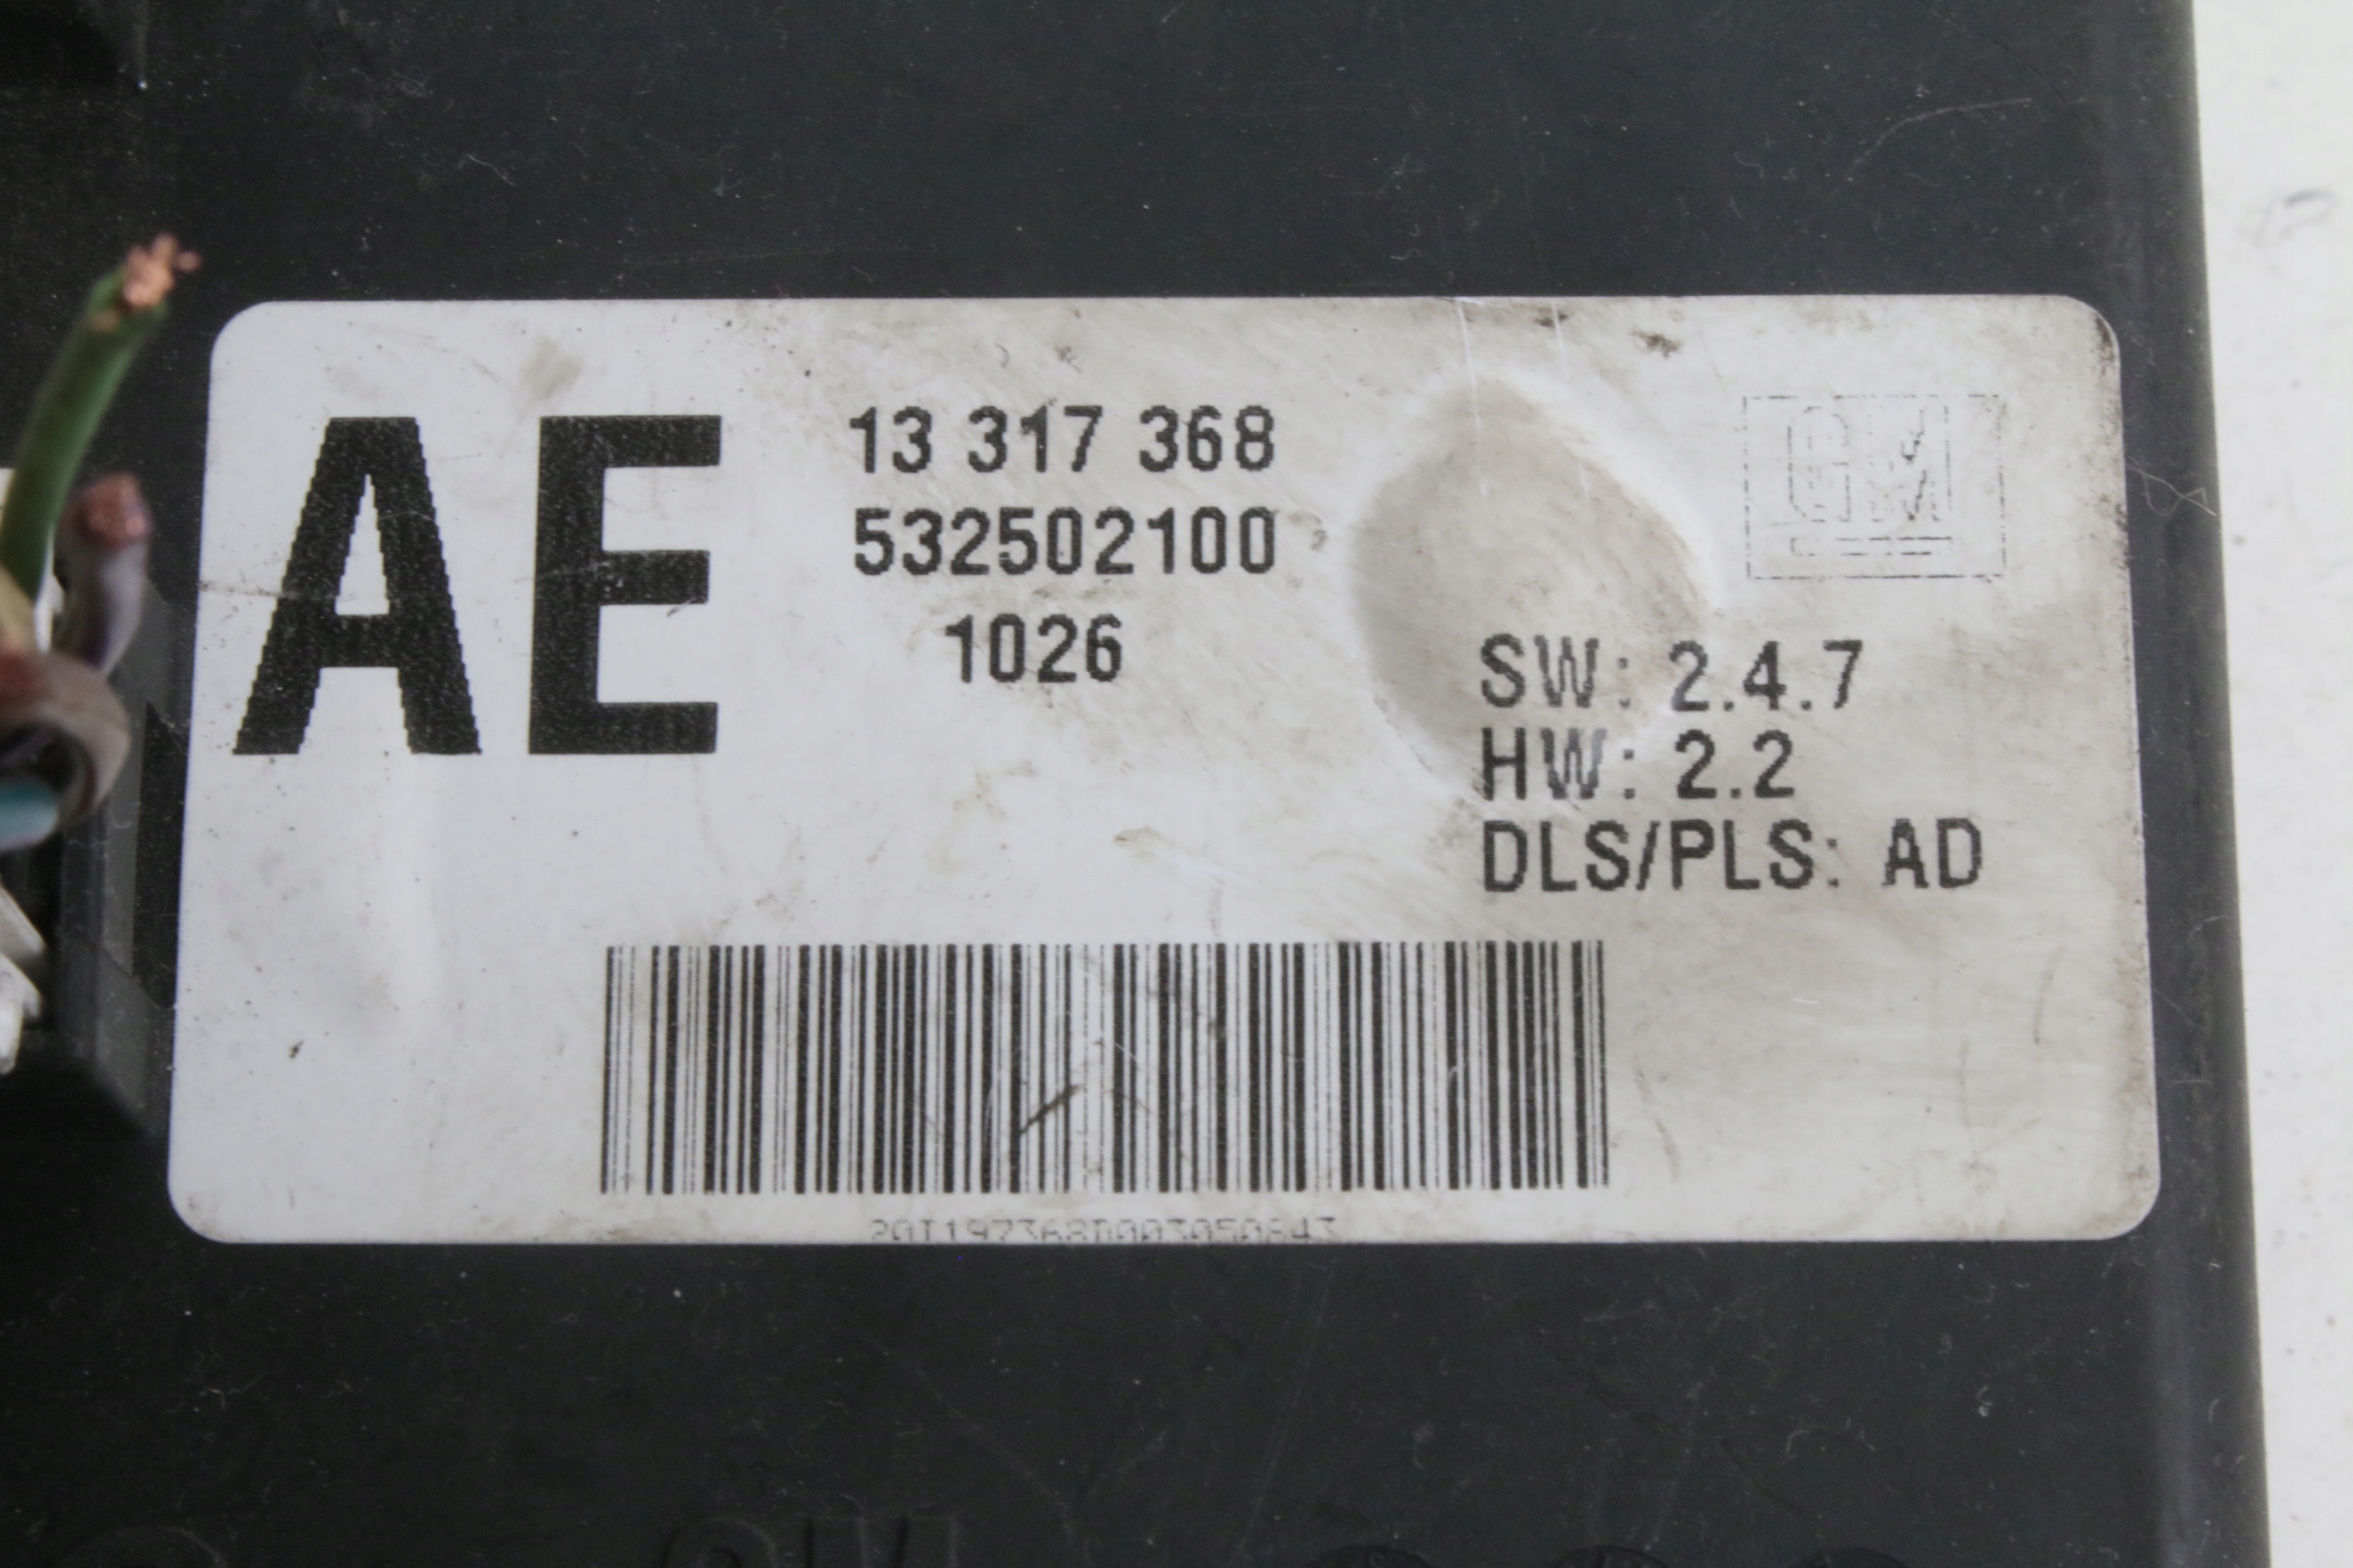 AE
13 317 368
532502100
1026
GM
SW: 2.4.7
HW: 2.2
DLS/PLS: AD